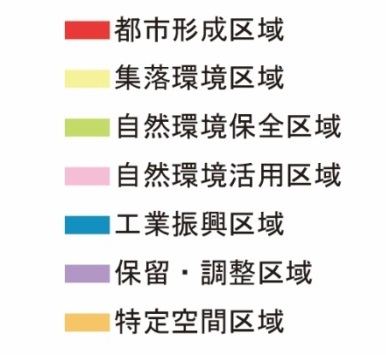 都市形成区域
集落環境区域
自然環境保全区域
自然環境活用区域
工業振興区域
保留・調整区域
特定空間区域